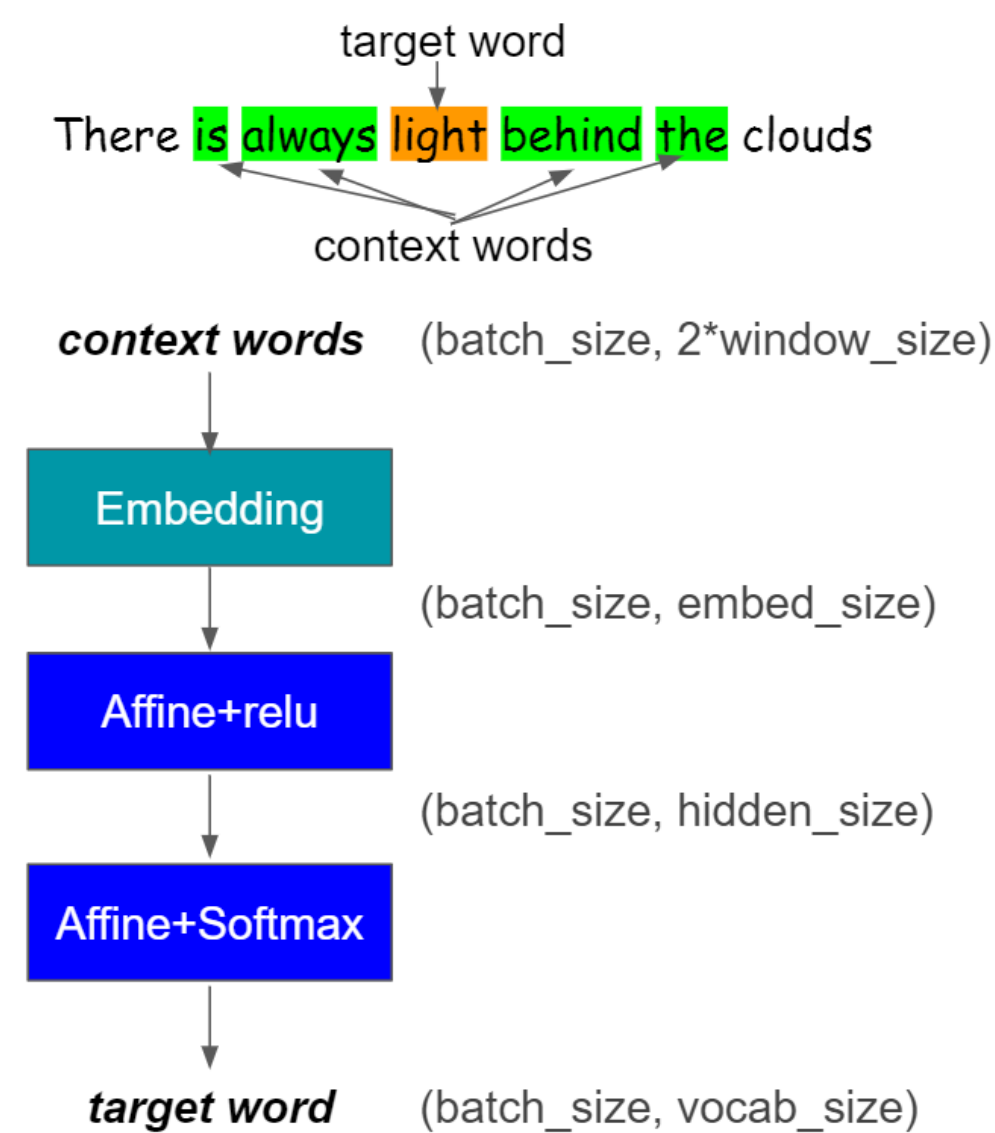 target word
There is always light behind the clouds
context words
context words (batch_size, 2*window_size)
Embedding
(batch_size, embed_size)
Affine+relu
(batch_size, hidden_size)
Affine+Softmax
target word (batch_size, vocab_size)